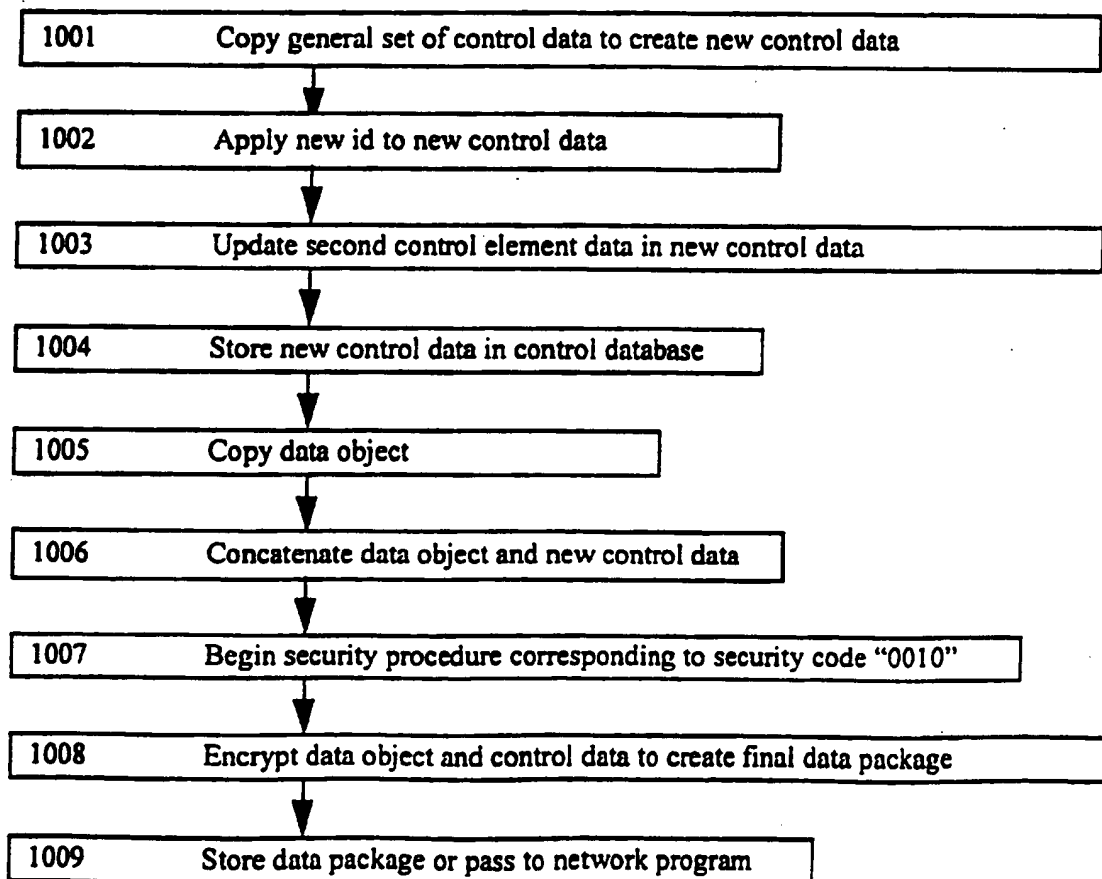 1001 Copy general set of control data to create new control data
1002 Apply new id to new control data
1003 Update second control element data in new control data
1004 Store new control data in control database
1005 Copy data object
1006 Concatenate data object and new control data
1007 Begin security procedure corresponding to security code “0010”
1008 Encrypt data object and control data to create final data package
1009 Store data package or pass to network program